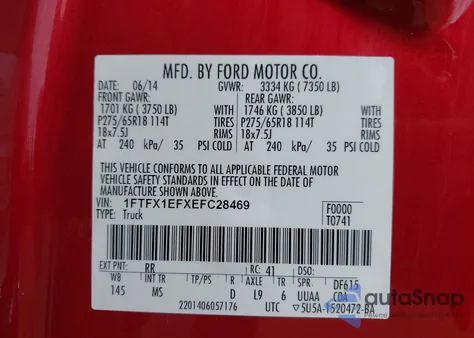 MFD. BY FORD MOTOR CO.
DATE: 06/14 GVWR: 3334 KG ( 7350 LB)
FRONT GAWR: REAR GAWR:
1701 KG ( 3750 LB) WITH 1746 KG ( 3850 LB) WITH
P275/65R18 114T TIRES P275/65R18 114T TIRES
18x7.5J RIMS 18x7.5J RIMS
AT 240 kPa/ 35 PSI COLD AT 240 kPa/ 35 PSI COLD
THIS VEHICLE CONFORMS TO ALL APPLICABLE FEDERAL MOTOR
VEHICLE SAFETY STANDARDS IN EFFECT ON THE DATE OF
MANUFACTURE SHOWN ABOVE.
VIN: 1FTFX1EFXEFC28469 F0000
TYPE: Truck T0741
EXT PNT: RR RC: 41 DSO:
WB INT TR TP/PS R AXLE TR SPR DF615
145 MS D L9 6 UUAA COA
2201406057176 UTC 5U5A-1520472-BA
autoSnap